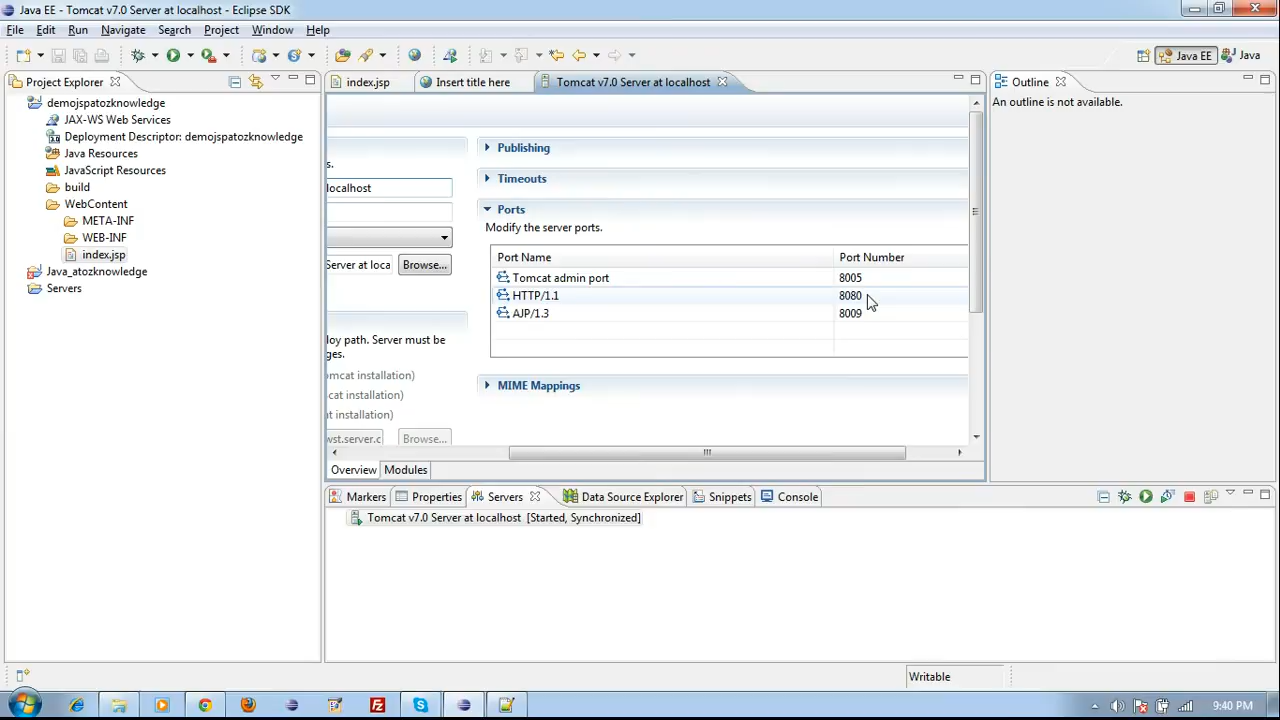 Java EE - Tomcat v7.0 Server at localhost - Eclipse SDK
File Edit Run Navigate Search Project Window Help
Java EE Java
Project Explorer
demojspatozknowledge
JAX-WS Web Services
Deployment Descriptor: demojspatozknowledge
Java Resources
JavaScript Resources
build
WebContent
META-INF
WEB-INF
index.jsp
Java_atozknowledge
Servers
index.jsp Insert title here Tomcat v7.0 Server at localhost
s.
localhost
Server at loca Browse...
loy path. Server must be
ges.
omcat installation)
cat installation)
at installation)
wst.server.c Browse...
Publishing
Timeouts
Ports
Modify the server ports.
Port Name Port Number
Tomcat admin port 8005
HTTP/1.1 8080
AJP/1.3 8009
MIME Mappings
Overview Modules
Outline
An outline is not available.
Markers Properties Servers Data Source Explorer Snippets Console
Tomcat v7.0 Server at localhost [Started, Synchronized]
Writable
9:40 PM